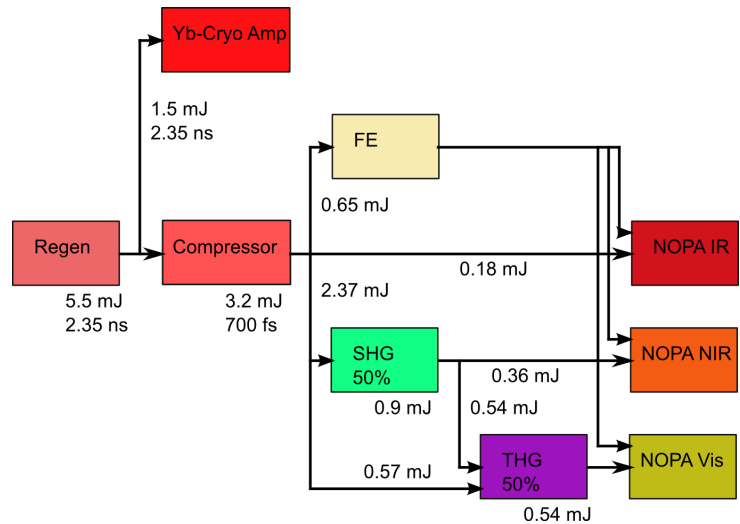 Yb-Cryo Amp
1.5 mJ
2.35 ns
FE
0.65 mJ
Regen
5.5 mJ
2.35 ns
Compressor
3.2 mJ
700 fs
0.18 mJ
NOPA IR
2.37 mJ
SHG
50%
0.9 mJ
0.36 mJ
NOPA NIR
0.54 mJ
0.57 mJ
THG
50%
0.54 mJ
NOPA Vis